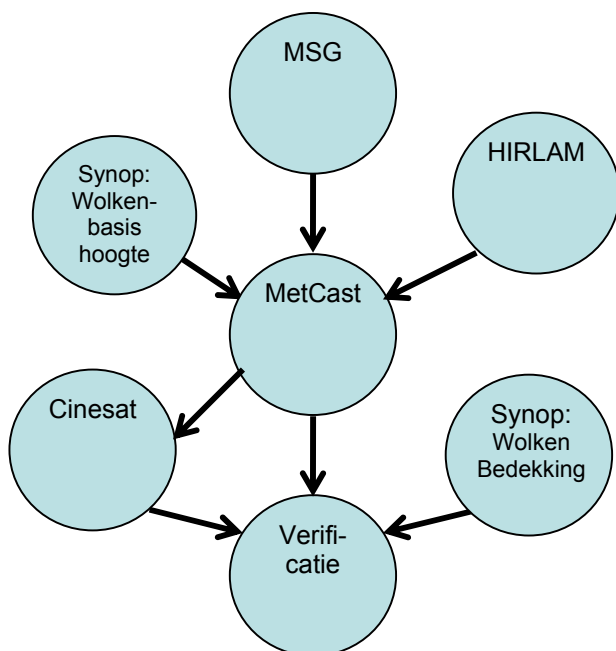 MSG
HIRLAM
Synop:
Wolken-
basis
hoogte
MetCast
Cinesat
Synop:
Wolken
Bedekking
Verifi-
catie